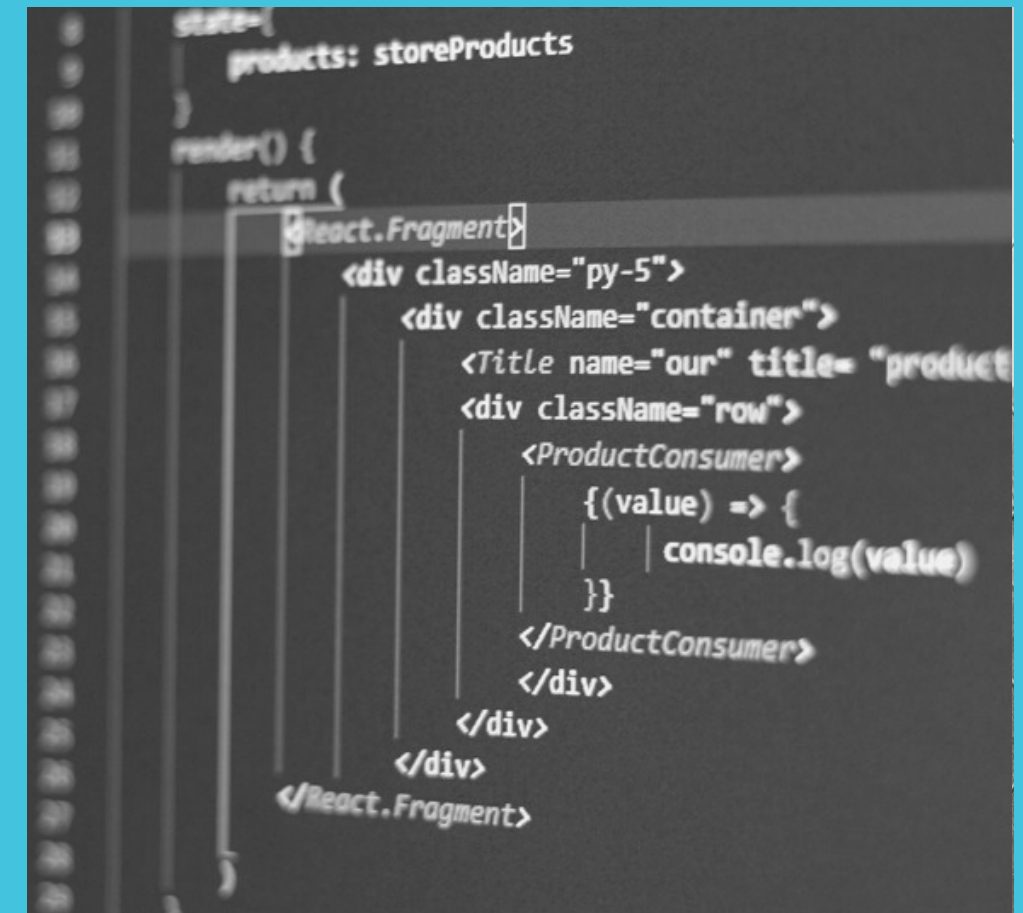 state={
products: storeProducts
}
render() {
return (
<React.Fragment>
<div className="py-5">
<div className="container">
<Title name="our" title= "product
<div className="row">
<ProductConsumer>
{(value) => {
console.log(value)
}}
</ProductConsumer>
</div>
</div>
</div>
</React.Fragment>
)
}